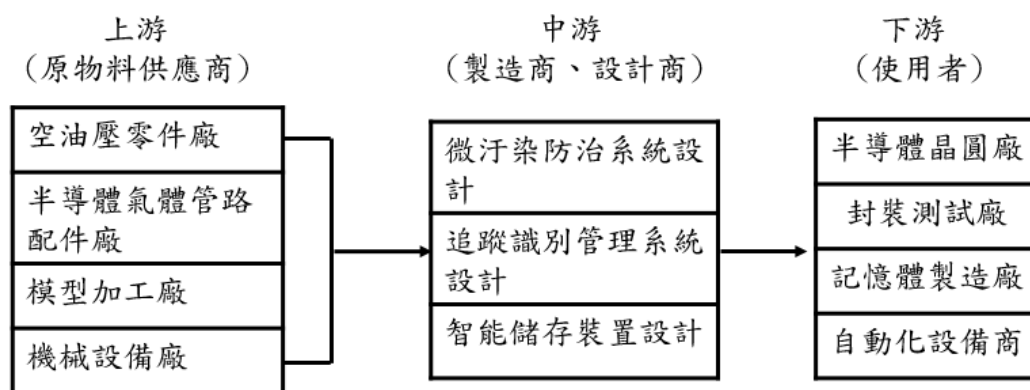 上游
（原物料供應商）
空油壓零件廠
半導體氣體管路
配件廠
模型加工廠
機械設備廠
中游
（製造商、設計商）
微汙染防治系統設
計
追蹤識別管理系統
設計
智能儲存裝置設計
下游
（使用者）
半導體晶圓廠
封裝測試廠
記憶體製造廠
自動化設備商